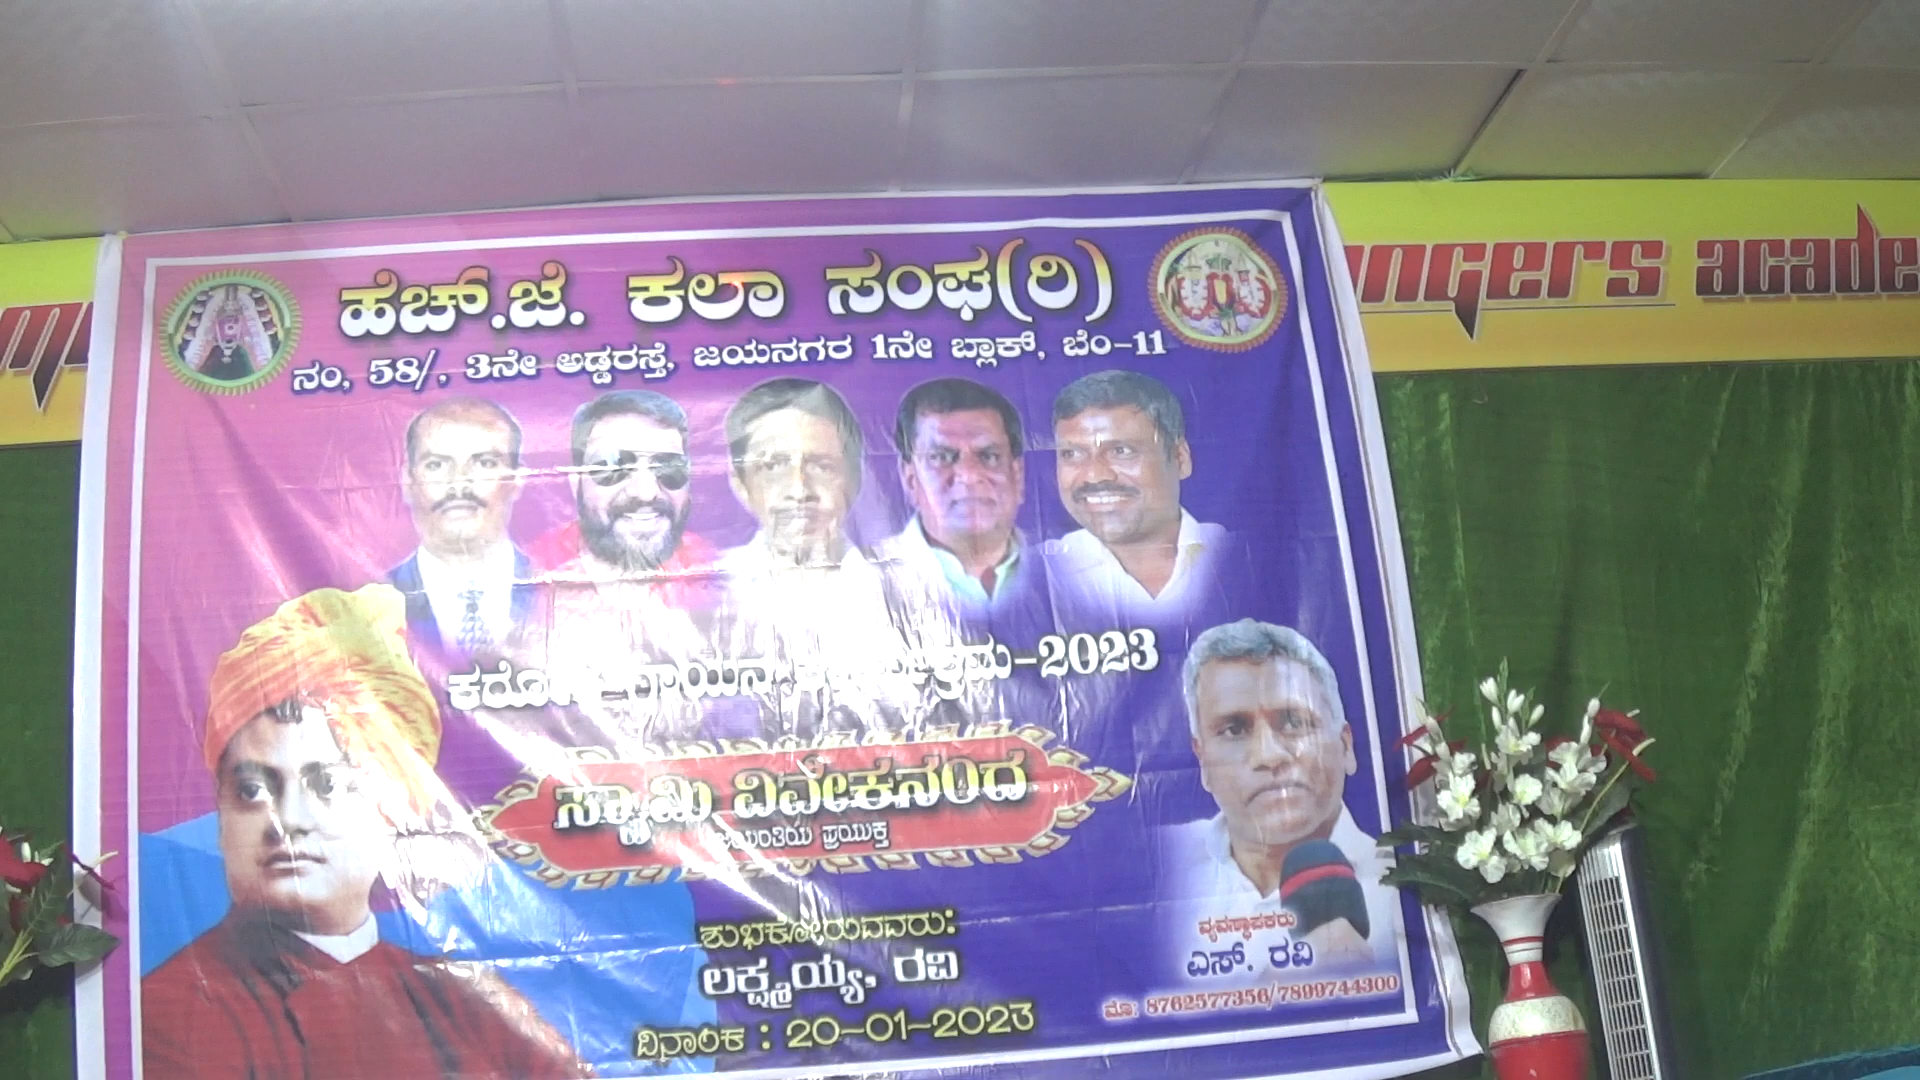 ಹೆಚ್.ಜೆ. ಕಲಾ ಸಂಘ(ರಿ)
ನಂ, 58/, 3ನೇ ಅಡ್ಡರಸ್ತೆ, ಜಯನಗರ 1ನೇ ಬ್ಲಾಕ್, ಬೆಂ-11
ngers acade
-2023
ಸ್ವಾಮಿ ವಿವೇಕನಂದ
ಜಯಂತಿಯ ಪ್ರಯುಕ್ತ
ಶುಭಕೋರುವವರು:
ಲಕ್ಷ್ಮಯ್ಯ, ರವಿ
ದಿನಾಂಕ : 20-01-2023
ವ್ಯವಸ್ಥಾಪಕರು
ಎಸ್. ರವಿ
ಮೊ: 8762577356/7899744300